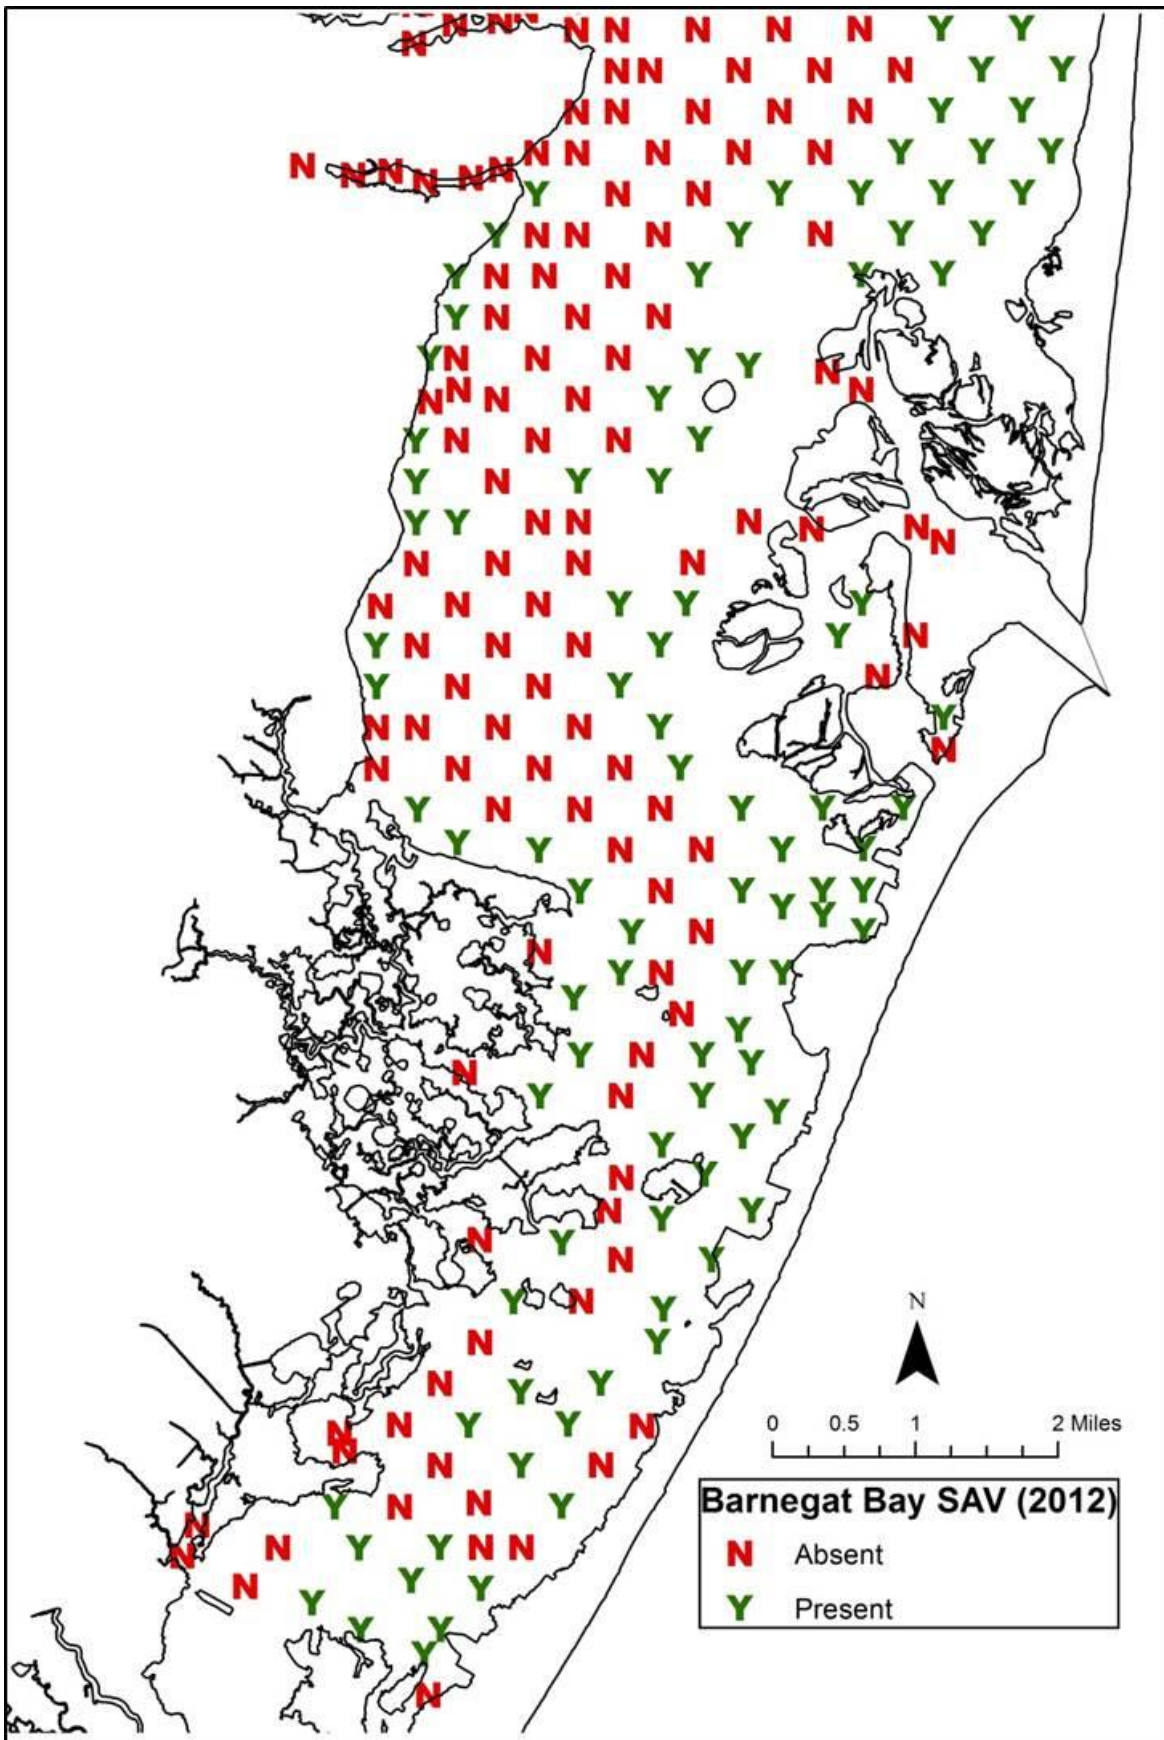 N N N N N N N N Y Y
N N N N N Y Y
N N N N N Y Y
N N N N N Y Y Y
N N N N N N
Y N N Y Y Y Y
Y N N N Y N Y Y
Y N N N Y Y Y
Y N N N
Y N N N Y Y N
N N N N Y N
Y N N N Y
Y N Y Y
Y Y N N N N N N
N N N N
N N N Y Y Y
Y N N N Y Y N
Y N N Y N
N N N N Y Y
N N N N Y N
Y N N N Y Y Y
Y Y N N Y Y
Y N Y Y Y
Y Y
Y N Y
N
Y N Y Y
Y
N Y
Y N Y Y
N
Y N Y Y
Y Y
N Y
N Y Y
N Y
N Y
Y N Y
N Y
N Y Y
N N Y Y N
N
N Y N
Y N N Y
N
N N Y Y N N
N Y Y
Y
Y Y
Y
N
N
0 0.5 1 2 Miles
Barnegat Bay SAV (2012)
N Absent
Y Present